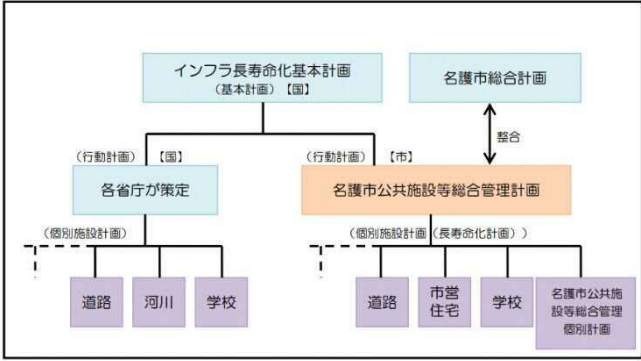 インフラ長寿命化基本計画
(基本計画)【国】
名護市総合計画
整合
(行動計画) 【国】
(行動計画) 【市】
各省庁が策定
名護市公共施設等総合管理計画
(個別施設計画)
(個別施設計画(長寿命化計画))
道路
河川
学校
道路
市営
住宅
学校
名護市公共施
設等総合管理
個別計画